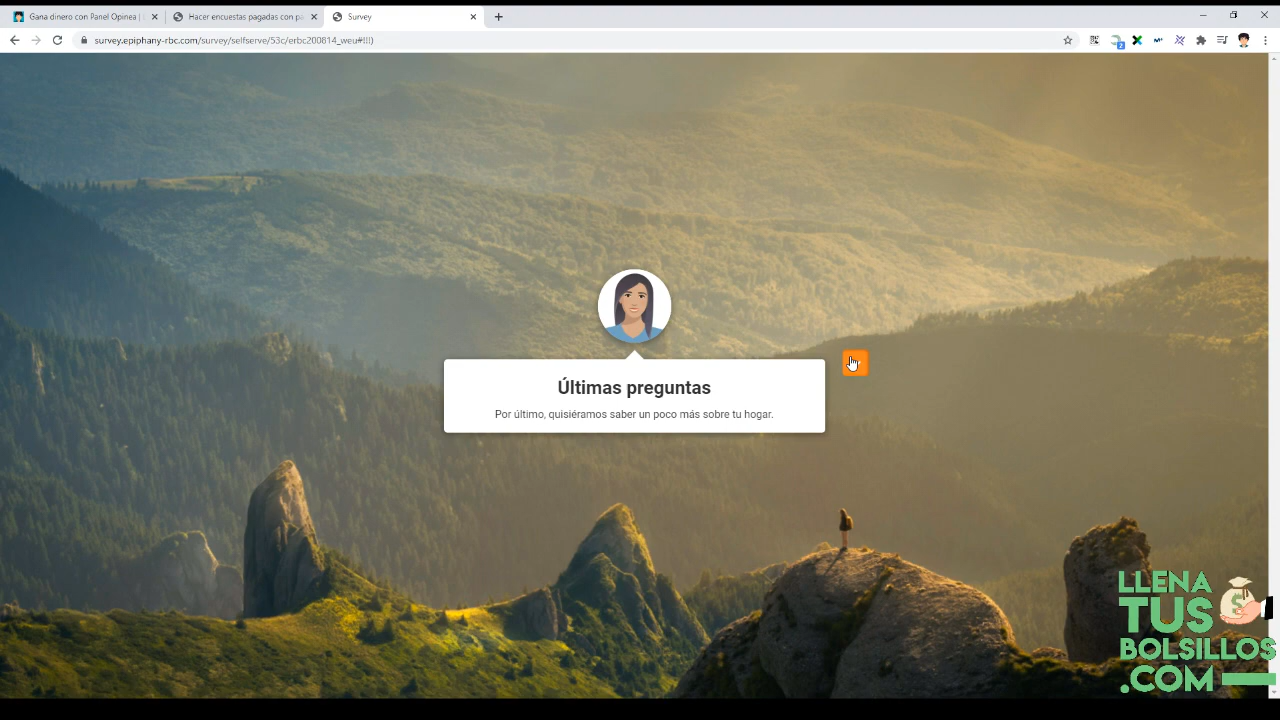 Gana dinero con Panel Opinea |
Hacer encuestas pagadas con pa
Survey
survey.epiphany-rbc.com/survey/selfserve/53c/erbc200814_weu#!!!)
2
Últimas preguntas
Por último, quisiéramos saber un poco más sobre tu hogar.
LLENA
TUS
BOLSILLOS
.COM